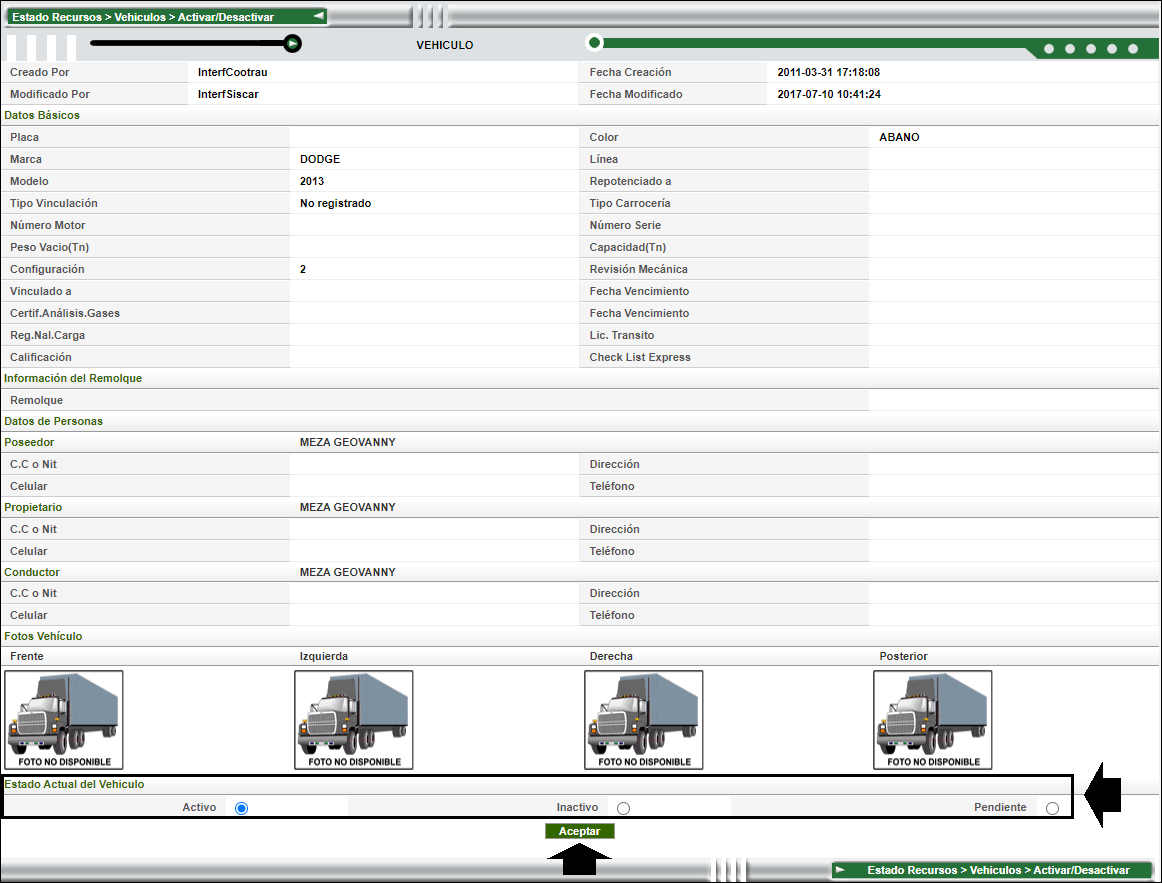 Estado Recursos > Vehiculos > Activar/Desactivar
VEHICULO
Creado Por InterfCootrau Fecha Creación 2011-03-31 17:18:08
Modificado Por InterfSiscar Fecha Modificado 2017-07-10 10:41:24
Datos Básicos
Placa Color ABANO
Marca DODGE Línea
Modelo 2013 Repotenciado a
Tipo Vinculación No registrado Tipo Carrocería
Número Motor Número Serie
Peso Vacio(Tn) Capacidad(Tn)
Configuración 2 Revisión Mecánica
Vinculado a Fecha Vencimiento
Certif.Análisis.Gases Fecha Vencimiento
Reg.Nal.Carga Lic. Transito
Calificación Check List Express
Información del Remolque
Remolque
Datos de Personas
Poseedor MEZA GEOVANNY
C.C o Nit Dirección
Celular Teléfono
Propietario MEZA GEOVANNY
C.C o Nit Dirección
Celular Teléfono
Conductor MEZA GEOVANNY
C.C o Nit Dirección
Celular Teléfono
Fotos Vehículo
Frente Izquierda Derecha Posterior
FOTO NO DISPONIBLE FOTO NO DISPONIBLE FOTO NO DISPONIBLE FOTO NO DISPONIBLE
Estado Actual del Vehiculo
Activo Inactivo Pendiente
Aceptar
Estado Recursos > Vehiculos > Activar/Desactivar